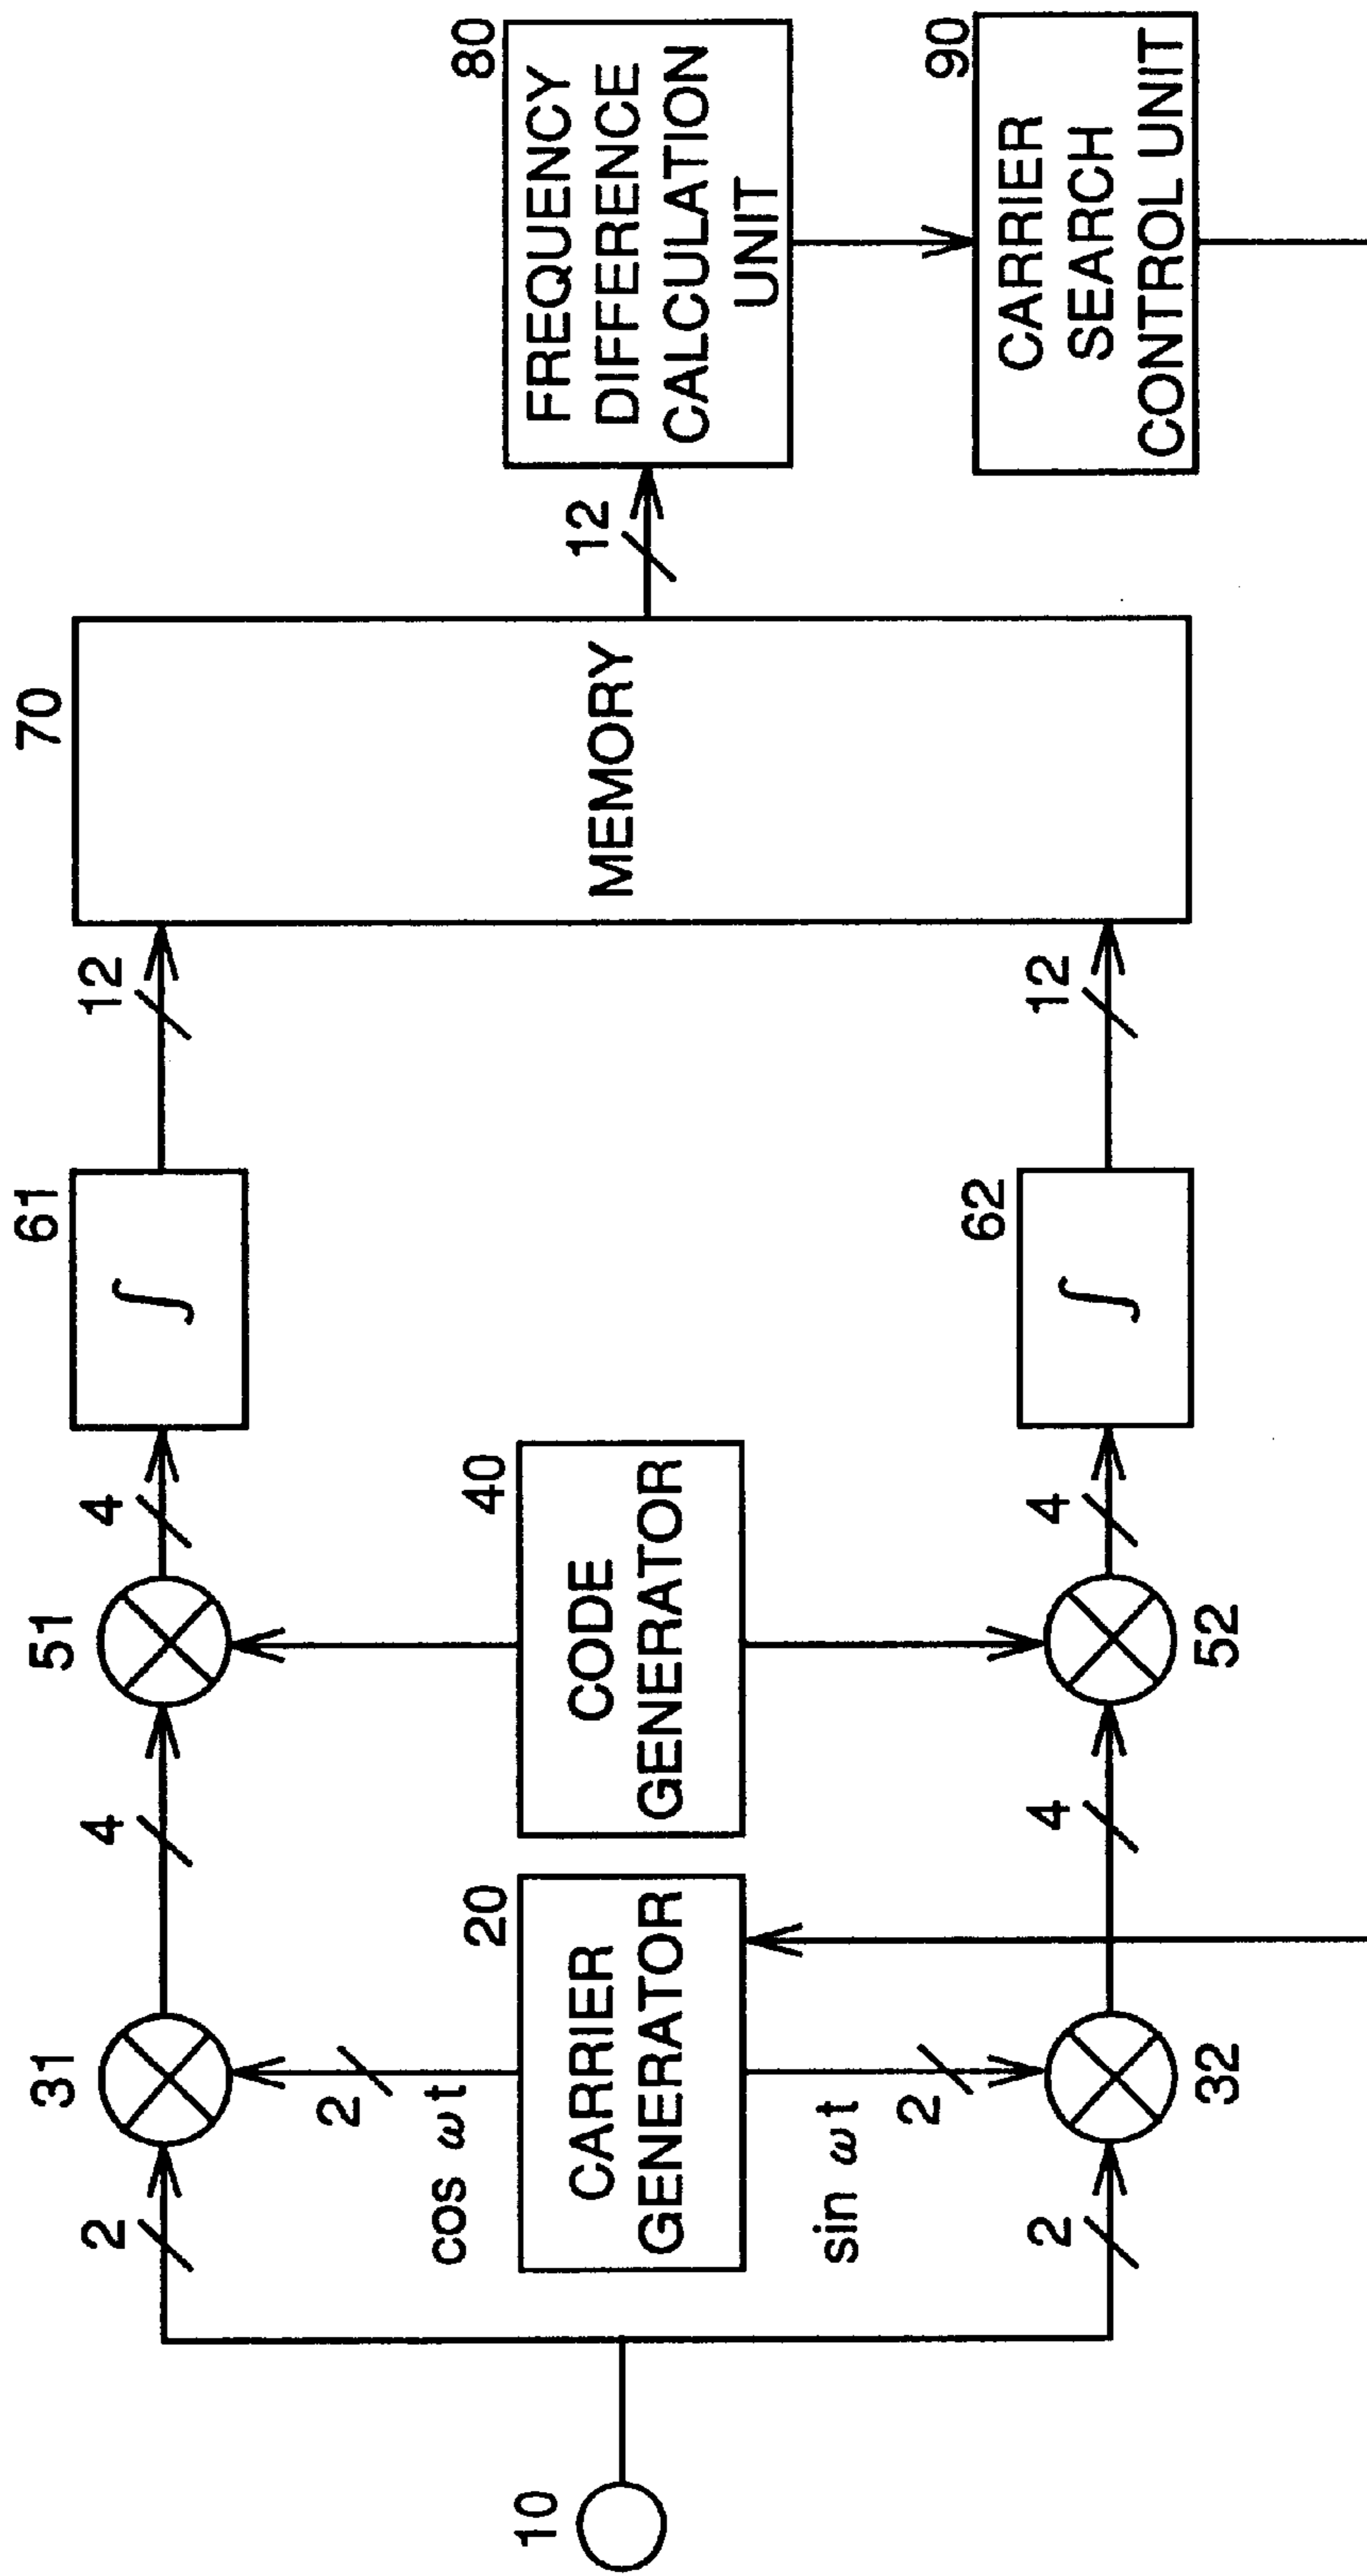 10
2
2
31
2
cos ωt
20
CARRIER
GENERATOR
sin ωt
2
32
4
4
51
40
CODE
GENERATOR
52
4
4
61
∫
62
∫
12
12
70
MEMORY
12
80
FREQUENCY
DIFFERENCE
CALCULATION
UNIT
90
CARRIER
SEARCH
CONTROL UNIT